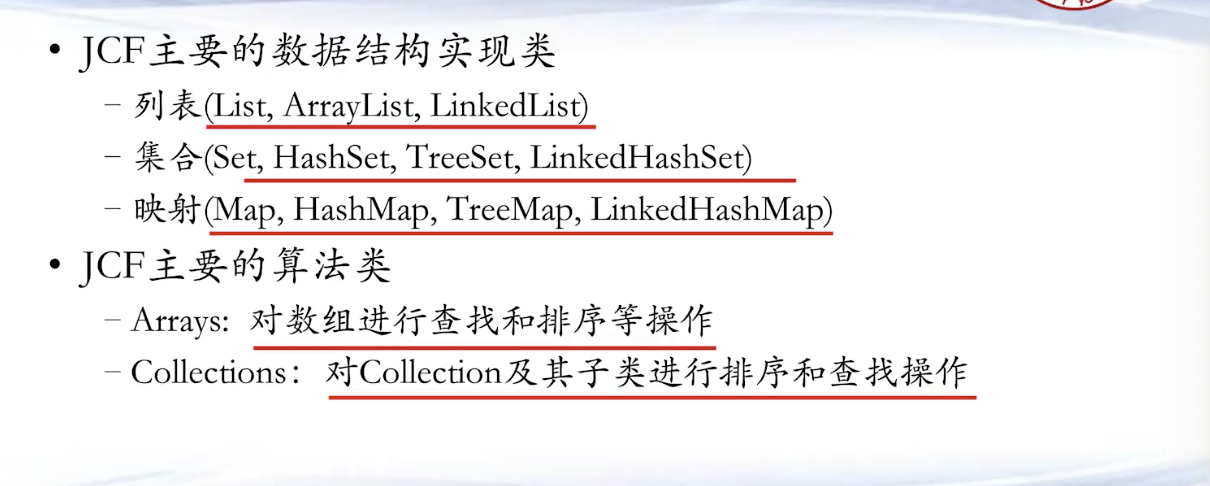 • JCF主要的数据结构实现类
– 列表(List, ArrayList, LinkedList)
– 集合(Set, HashSet, TreeSet, LinkedHashSet)
– 映射(Map, HashMap, TreeMap, LinkedHashMap)
• JCF主要的算法类
– Arrays: 对数组进行查找和排序等操作
– Collections：对Collection及其子类进行排序和查找操作